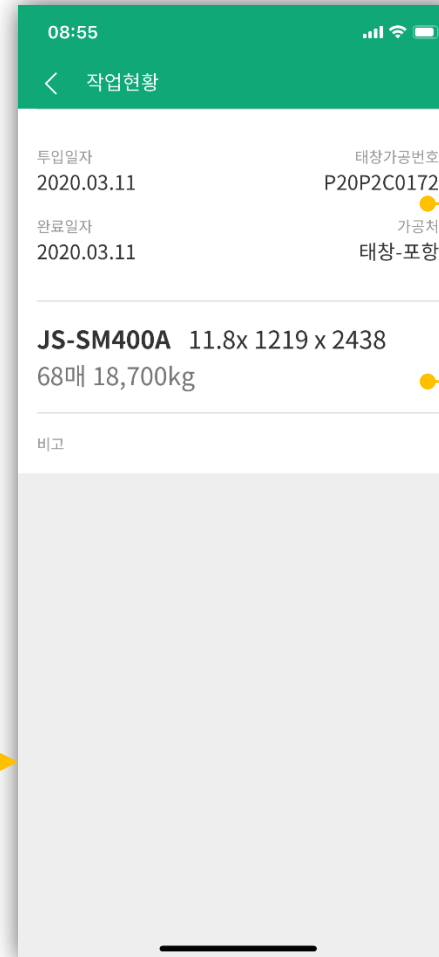 08:55
작업현황
투입일자 태창가공번호
2020.03.11 P20P2C0172
완료일자 가공처
2020.03.11 태창-포항
JS-SM400A 11.8x 1219 x 2438
68매 18,700kg
비고